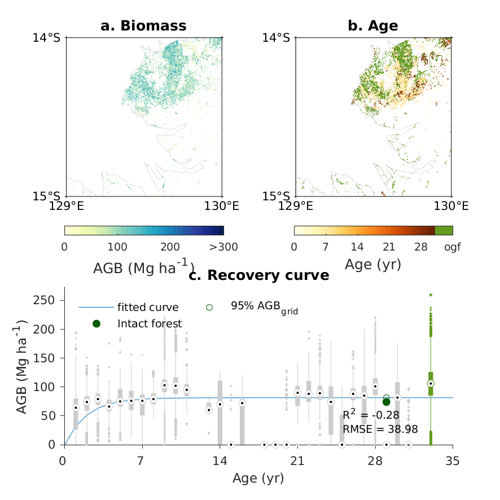 a. Biomass
b. Age
14°S
14°S
15°S
15°S
129°E
130°E
129°E
130°E
0
100
200
>300
0
7
14
21
28
ogf
AGB (Mg ha⁻¹)
Age (yr)
c. Recovery curve
250
200
150
100
50
0
AGB (Mg ha⁻¹)
fitted curve
95% AGB_grid
Intact forest
R² = -0.28
RMSE = 38.98
0
7
14
21
28
35
Age (yr)